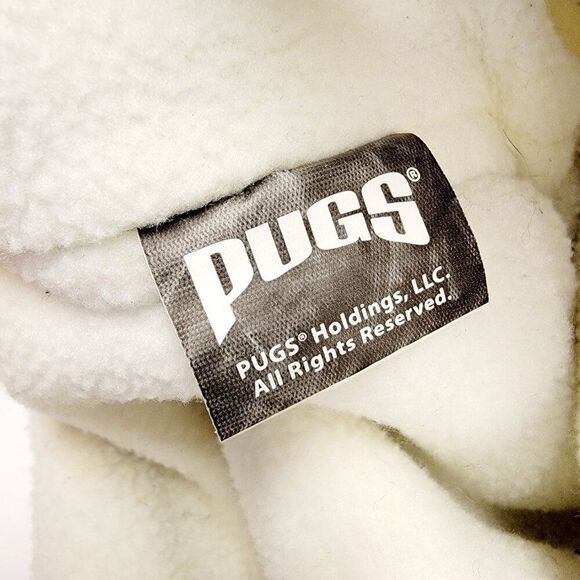 PUGS®
PUGS® Holdings, LLC.
All Rights Reserved.